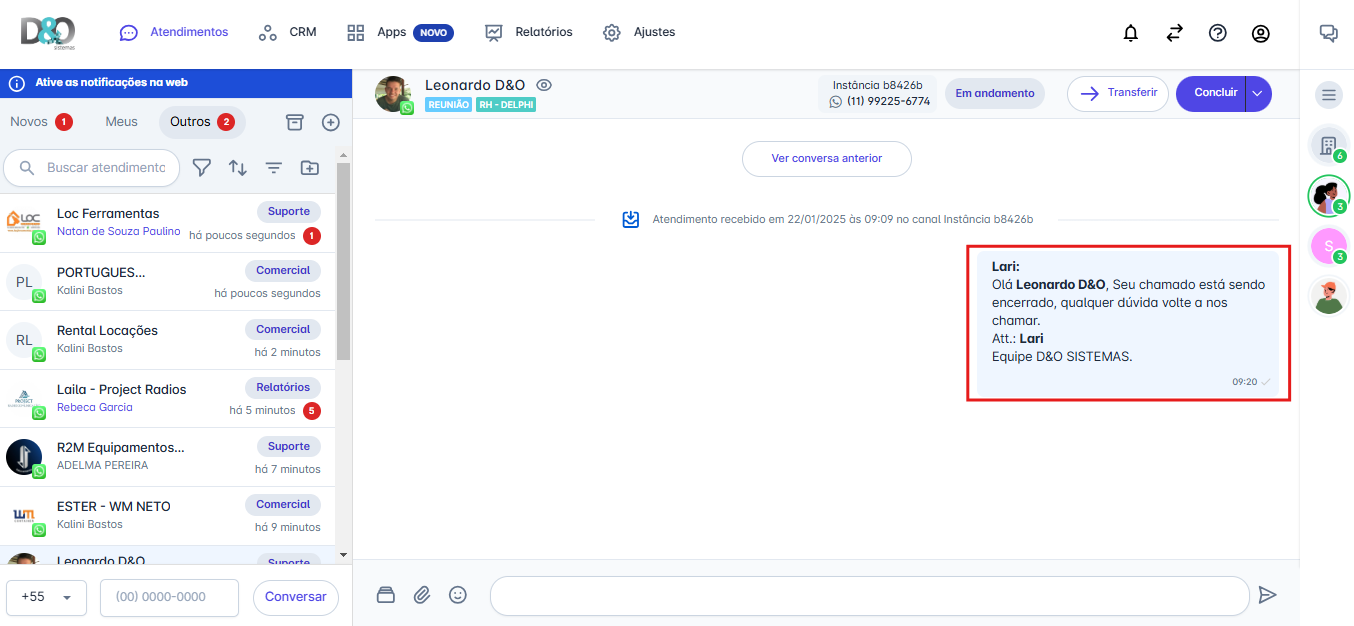 D&O
sistemas
Atendimentos
CRM
Apps NOVO
Relatórios
Ajustes
Ative as notificações na web
Novos 1
Meus
Outros 2
Buscar atendimento
Loc Ferramentas
Suporte
Natan de Souza Paulino
há poucos segundos 1
PL
PORTUGUES...
Comercial
Kalini Bastos
há poucos segundos
RL
Rental Locações
Comercial
Kalini Bastos
há 2 minutos
Laila - Project Radios
Relatórios
Rebeca Garcia
há 5 minutos 5
R2M Equipamentos...
Suporte
ADELMA PEREIRA
há 7 minutos
ESTER - WM NETO
Comercial
Kalini Bastos
há 9 minutos
Leonardo D&O
Suporte
+55
(00) 0000-0000
Conversar
Leonardo D&O
REUNIÃO RH - DELPHI
Instância b8426b
(11) 99225-6774
Em andamento
Transferir
Concluir
Ver conversa anterior
Atendimento recebido em 22/01/2025 às 09:09 no canal Instância b8426b
Lari:
Olá Leonardo D&O, Seu chamado está sendo
encerrado, qualquer dúvida volte a nos
chamar.
Att.: Lari
Equipe D&O SISTEMAS.
09:20
6
3
S
3